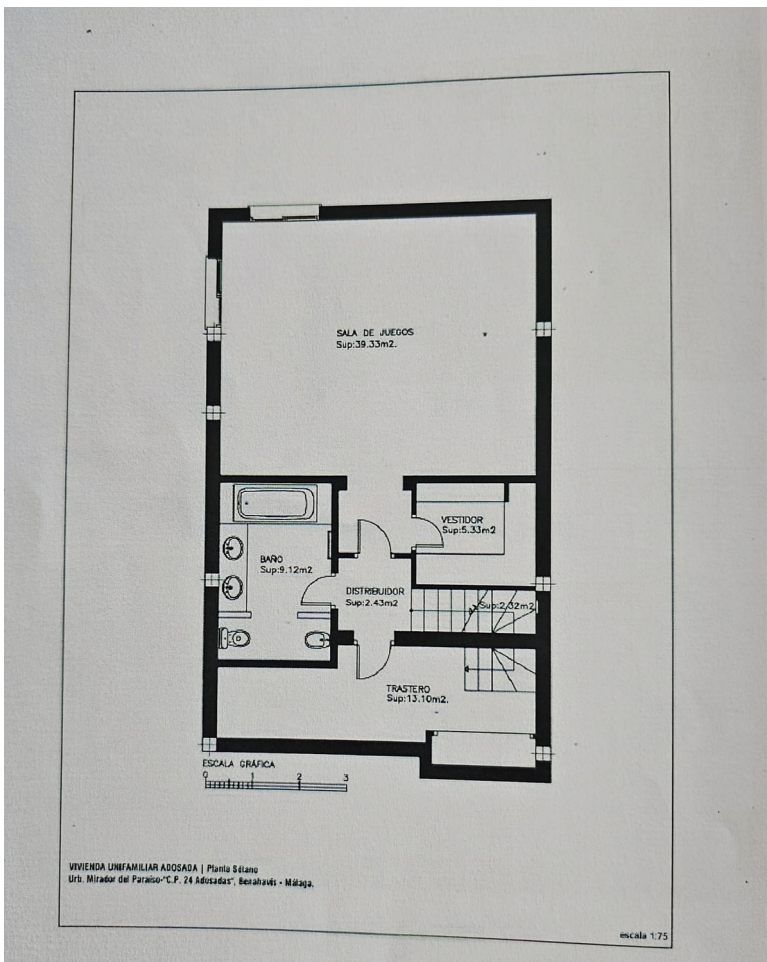 SALA DE JUEGOS
Sup:39.33m2.
VESTIDOR
Sup:5.33m2
BAÑO
Sup:9.12m2
DISTRIBUIDOR
Sup:2.43m2
Sup:2.32m2
TRASTERO
Sup:13.10m2.
ESCALA GRÁFICA
0 1 2 3
VIVIENDA UNIFAMILIAR ADOSADA | Planta Sótano
Urb. Mirador del Paraiso-"C.P. 24 Adosadas", Benahavís - Málaga.
escala 1:75